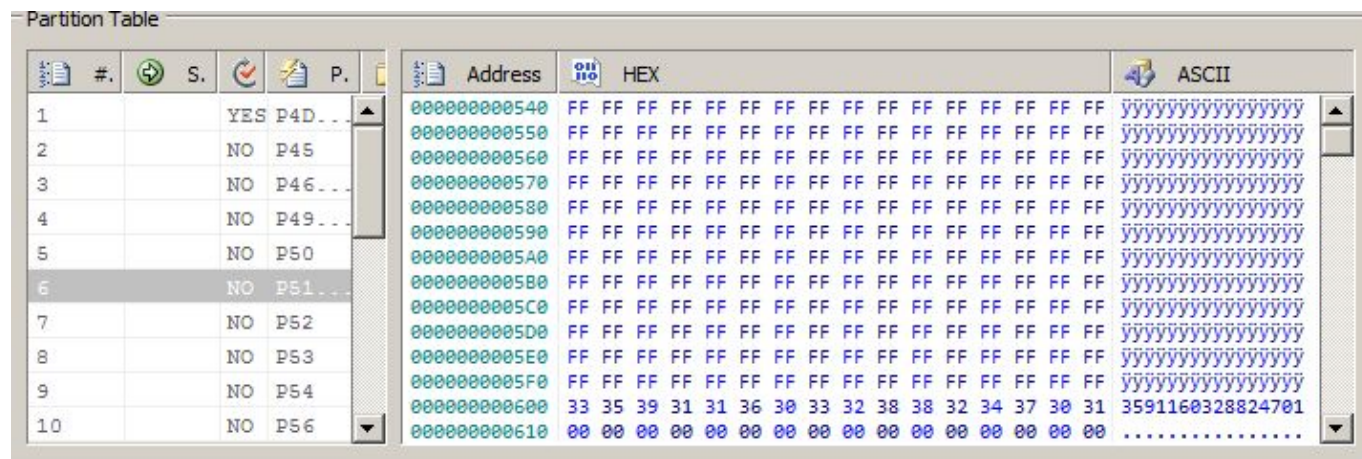 Partition Table
#. S. P. Address HEX ASCII
1 YES P4D...
2 NO P45
3 NO P46...
4 NO P49...
5 NO P50
6 NO P51...
7 NO P52
8 NO P53
9 NO P54
10 NO P56
000000000540 FF FF FF FF FF FF FF FF FF FF FF FF FF FF FF FF ÿÿÿÿÿÿÿÿÿÿÿÿÿÿÿÿ
000000000550 FF FF FF FF FF FF FF FF FF FF FF FF FF FF FF FF ÿÿÿÿÿÿÿÿÿÿÿÿÿÿÿÿ
000000000560 FF FF FF FF FF FF FF FF FF FF FF FF FF FF FF FF ÿÿÿÿÿÿÿÿÿÿÿÿÿÿÿÿ
000000000570 FF FF FF FF FF FF FF FF FF FF FF FF FF FF FF FF ÿÿÿÿÿÿÿÿÿÿÿÿÿÿÿÿ
000000000580 FF FF FF FF FF FF FF FF FF FF FF FF FF FF FF FF ÿÿÿÿÿÿÿÿÿÿÿÿÿÿÿÿ
000000000590 FF FF FF FF FF FF FF FF FF FF FF FF FF FF FF FF ÿÿÿÿÿÿÿÿÿÿÿÿÿÿÿÿ
0000000005A0 FF FF FF FF FF FF FF FF FF FF FF FF FF FF FF FF ÿÿÿÿÿÿÿÿÿÿÿÿÿÿÿÿ
0000000005B0 FF FF FF FF FF FF FF FF FF FF FF FF FF FF FF FF ÿÿÿÿÿÿÿÿÿÿÿÿÿÿÿÿ
0000000005C0 FF FF FF FF FF FF FF FF FF FF FF FF FF FF FF FF ÿÿÿÿÿÿÿÿÿÿÿÿÿÿÿÿ
0000000005D0 FF FF FF FF FF FF FF FF FF FF FF FF FF FF FF FF ÿÿÿÿÿÿÿÿÿÿÿÿÿÿÿÿ
0000000005E0 FF FF FF FF FF FF FF FF FF FF FF FF FF FF FF FF ÿÿÿÿÿÿÿÿÿÿÿÿÿÿÿÿ
0000000005F0 FF FF FF FF FF FF FF FF FF FF FF FF FF FF FF FF ÿÿÿÿÿÿÿÿÿÿÿÿÿÿÿÿ
000000000600 33 35 39 31 31 36 30 33 32 38 38 32 34 37 30 31 3591160328824701
000000000610 00 00 00 00 00 00 00 00 00 00 00 00 00 00 00 00 ................